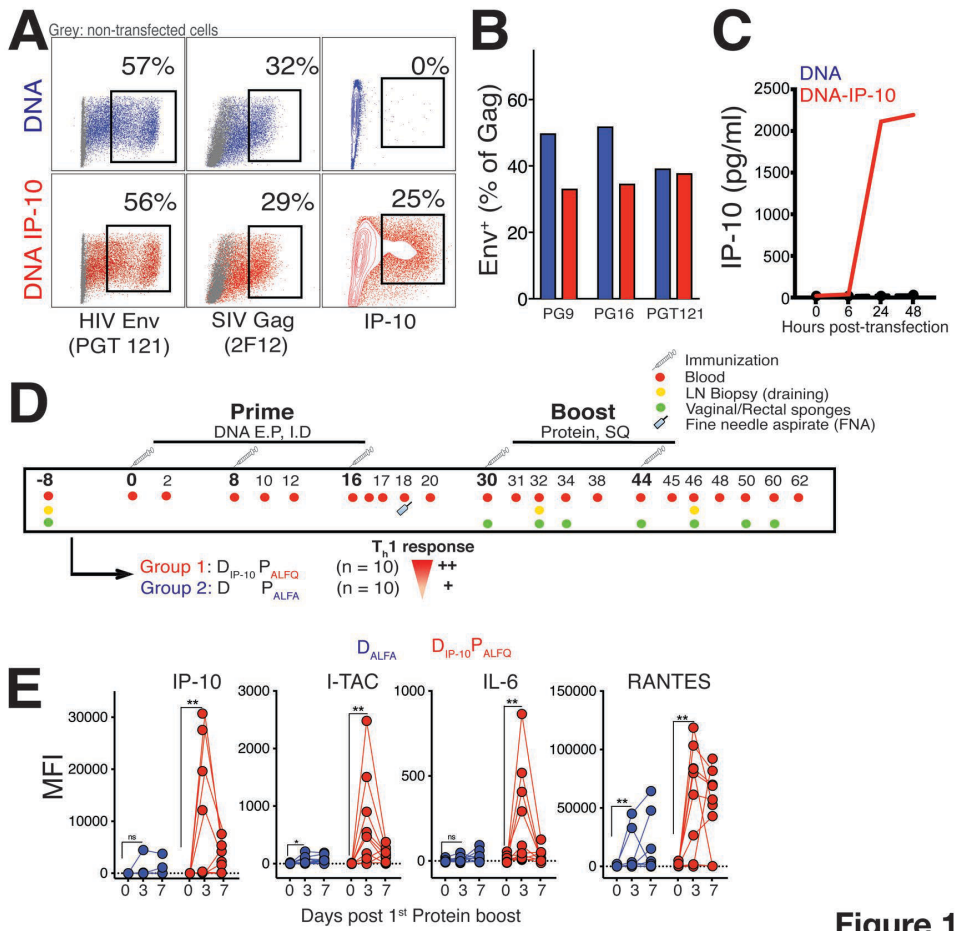 A
Grey: non-transfected cells
DNA
57%
32%
0%
DNA IP-10
56%
29%
25%
HIV Env
(PGT 121)
SIV Gag
(2F12)
IP-10
B
Env+ (% of Gag)
60
40
20
0
PG9
PG16
PGT121
C
DNA
DNA-IP-10
IP-10 (pg/ml)
2500
2000
1500
1000
500
0
0 6 24 48
Hours post-transfection
Immunization
Blood
LN Biopsy (draining)
Vaginal/Rectal sponges
Fine needle aspirate (FNA)
D
Prime
DNA E.P, I.D
Boost
Protein, SQ
-8 0 2 8 10 12 16 17 18 20 30 31 32 34 38 44 45 46 48 50 60 62
Th1 response
Group 1: DIP-10 PALFQ (n = 10) ++
Group 2: D PALFA (n = 10) +
DALFA DIP-10PALFQ
E
MFI
IP-10
30000
20000
10000
0
ns
**
0 3 7 0 3 7
I-TAC
3000
2000
1000
0
*
**
0 3 7 0 3 7
IL-6
1000
500
0
ns
**
0 3 7 0 3 7
RANTES
150000
100000
50000
0
**
**
0 3 7 0 3 7
Days post 1st Protein boost
Figure 1